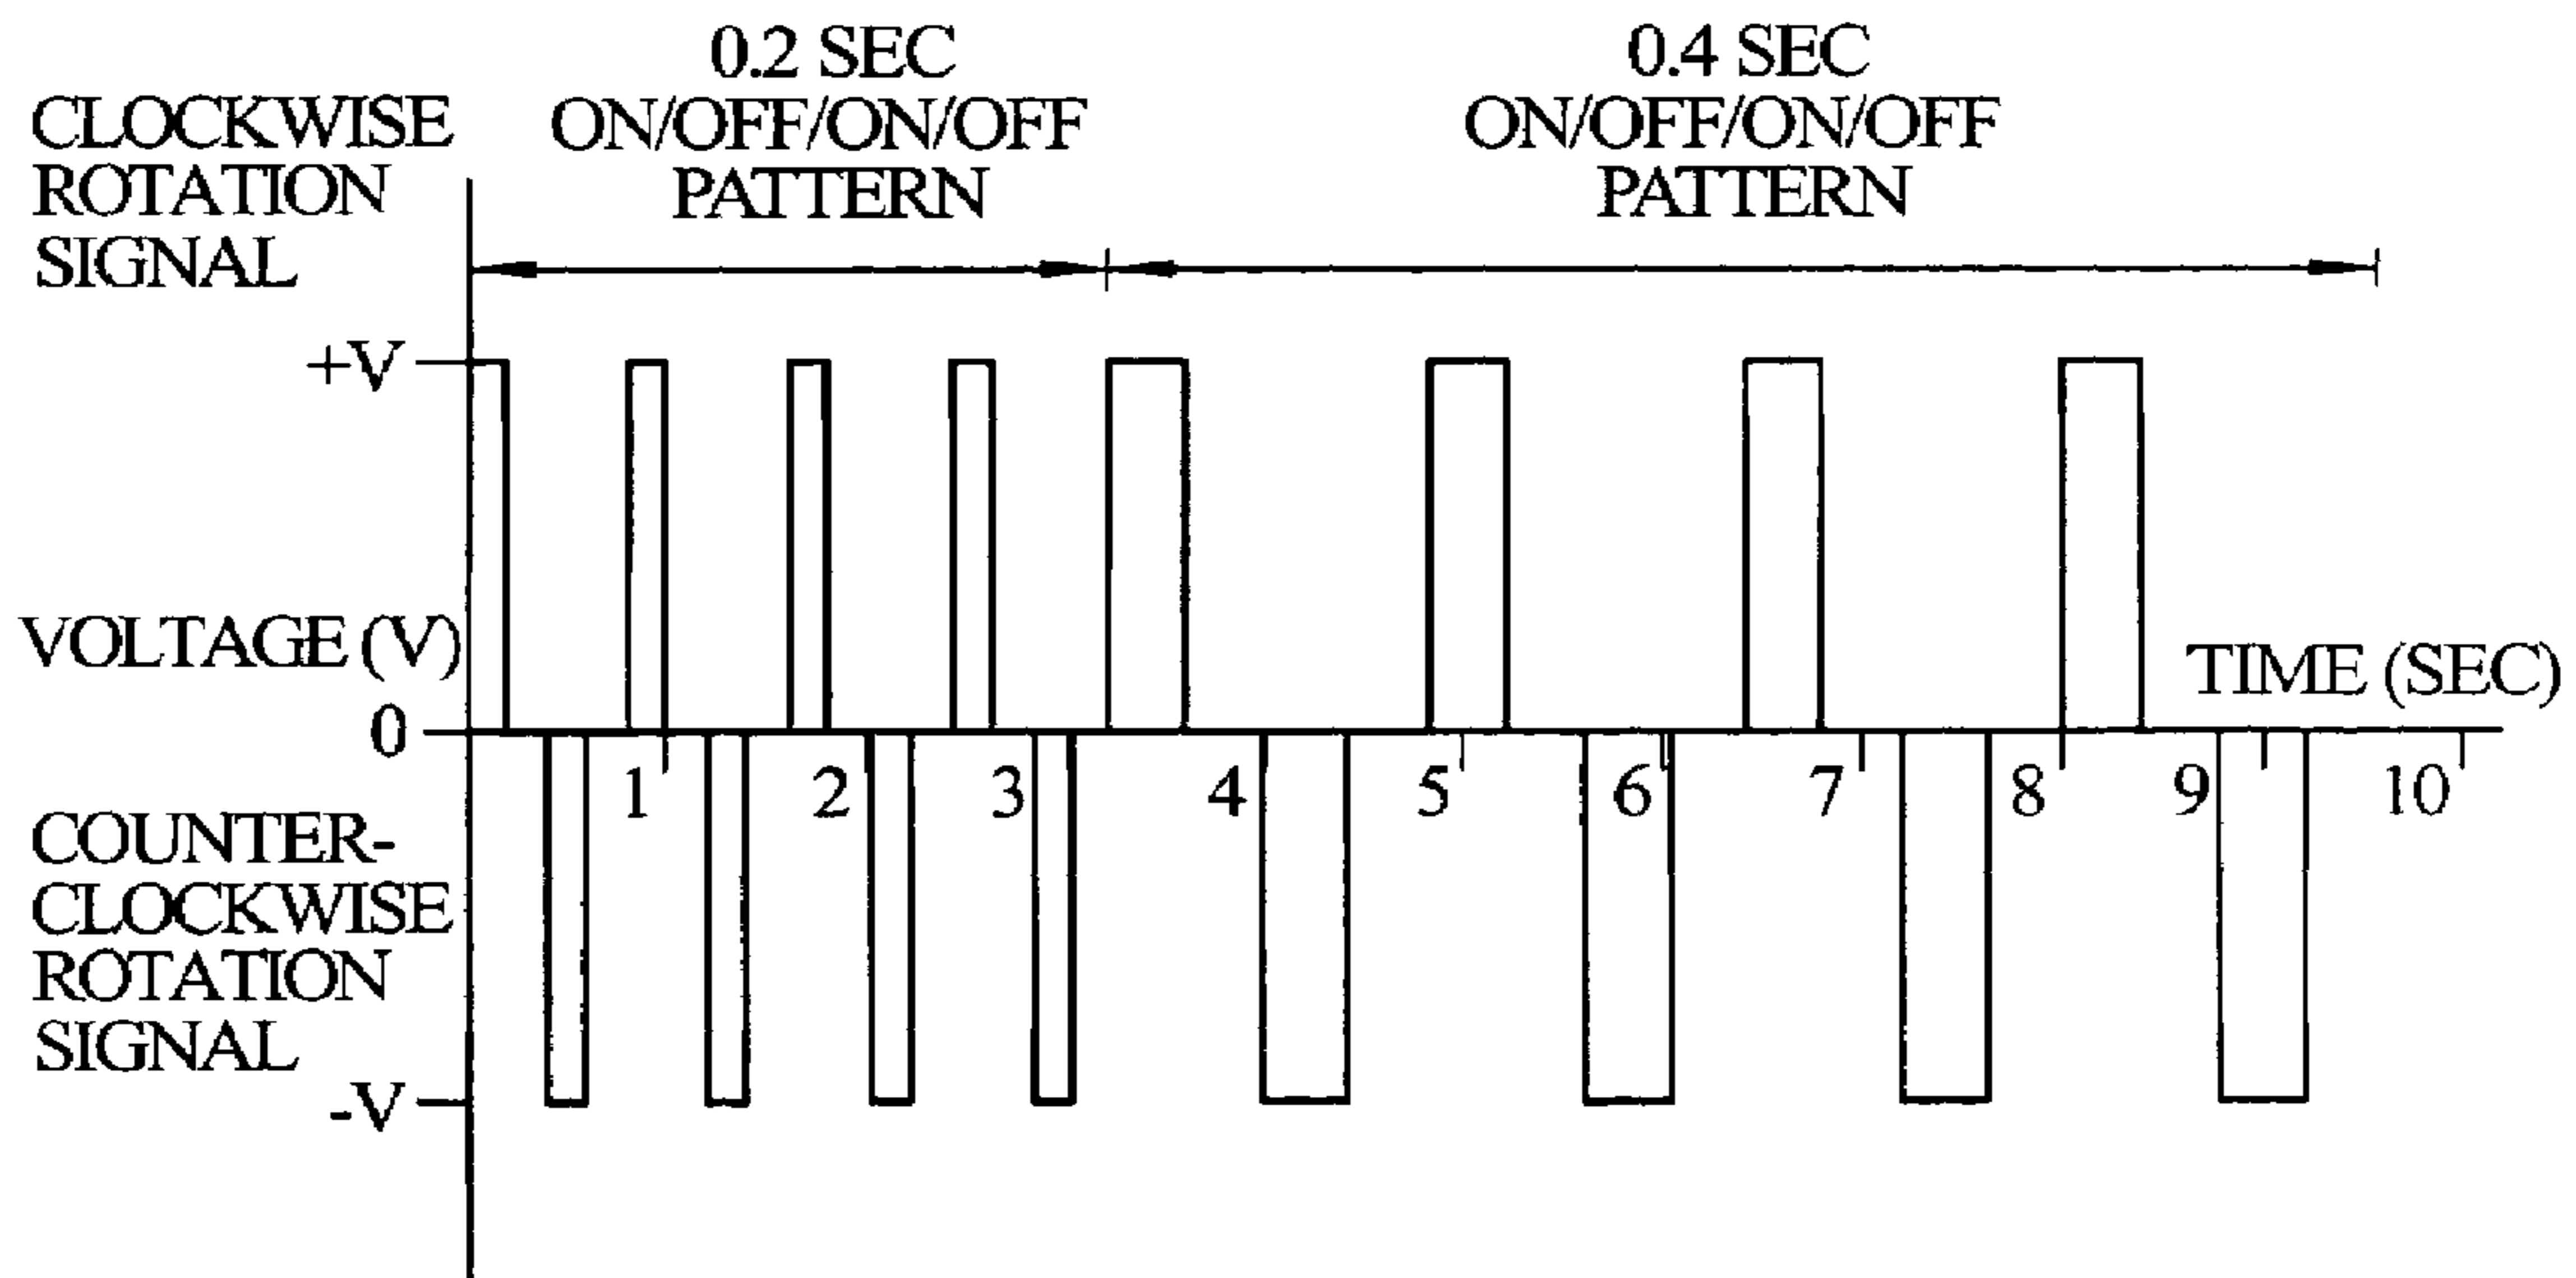 0.2 SEC
ON/OFF/ON/OFF
PATTERN
0.4 SEC
ON/OFF/ON/OFF
PATTERN
CLOCKWISE
ROTATION
SIGNAL
+V
VOLTAGE (V)
0
TIME (SEC)
1 2 3 4 5 6 7 8 9 10
COUNTER-
CLOCKWISE
ROTATION
SIGNAL
-V